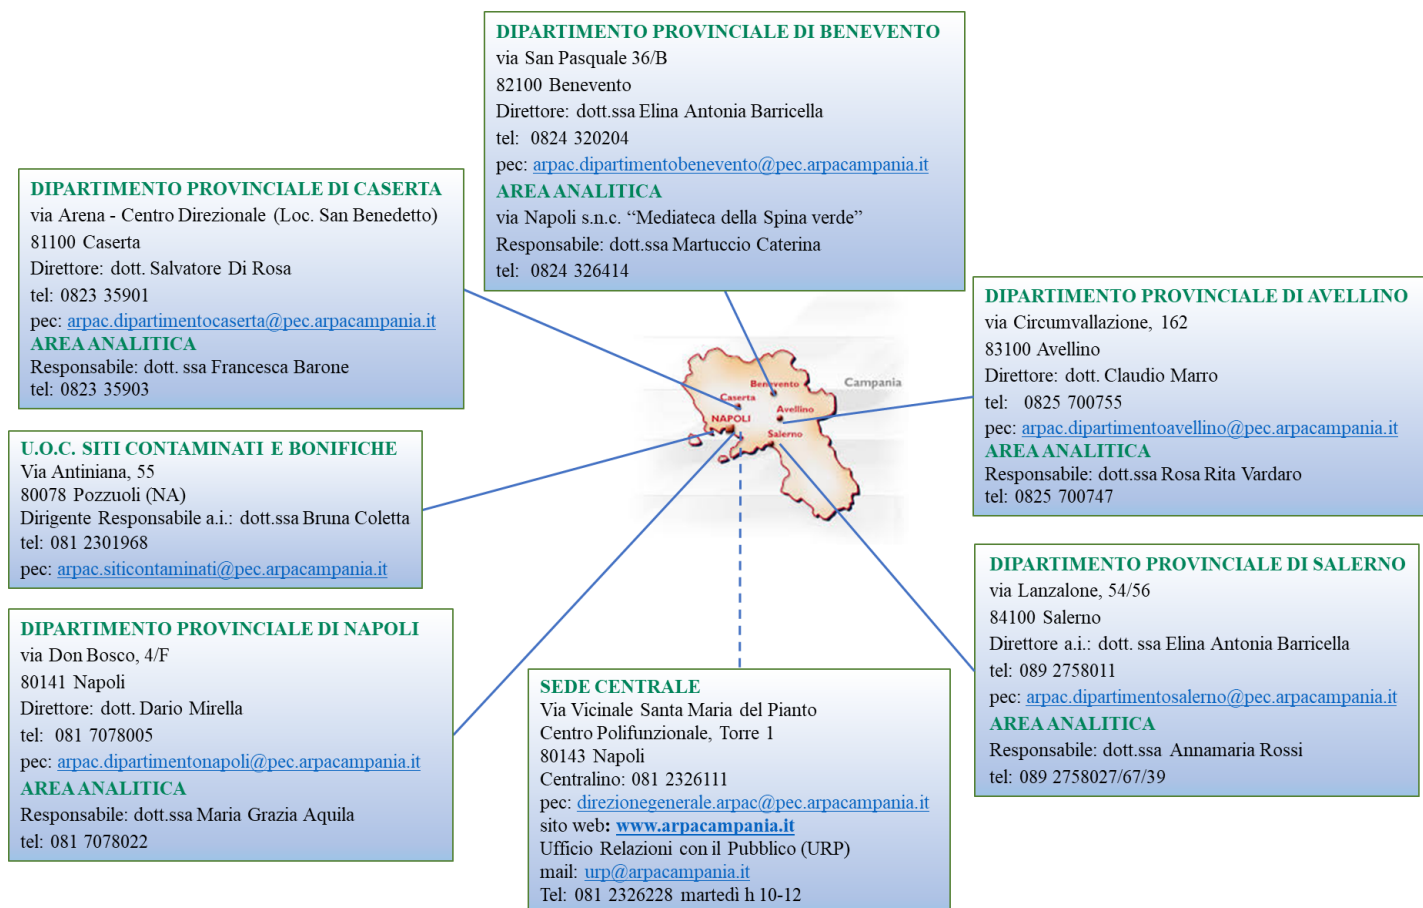 DIPARTIMENTO PROVINCIALE DI BENEVENTO
via San Pasquale 36/B
82100 Benevento
Direttore: dott.ssa Elina Antonia Barricella
tel: 0824 320204
pec: arpac.dipartimentobenevento@pec.arpacampania.it
AREA ANALITICA
via Napoli s.n.c. “Mediateca della Spina verde”
Responsabile: dott.ssa Martuccio Caterina
tel: 0824 326414
DIPARTIMENTO PROVINCIALE DI CASERTA
via Arena - Centro Direzionale (Loc. San Benedetto)
81100 Caserta
Direttore: dott. Salvatore Di Rosa
tel: 0823 35901
pec: arpac.dipartimentocaserta@pec.arpacampania.it
AREA ANALITICA
Responsabile: dott. ssa Francesca Barone
tel: 0823 35903
DIPARTIMENTO PROVINCIALE DI AVELLINO
via Circumvallazione, 162
83100 Avellino
Direttore: dott. Claudio Marro
tel: 0825 700755
pec: arpac.dipartimentoavellino@pec.arpacampania.it
AREA ANALITICA
Responsabile: dott.ssa Rosa Rita Vardaro
tel: 0825 700747
Campania
Benevento
Caserta
Avellino
NAPOLI
Salerno
U.O.C. SITI CONTAMINATI E BONIFICHE
Via Antiniana, 55
80078 Pozzuoli (NA)
Dirigente Responsabile a.i.: dott.ssa Bruna Coletta
tel: 081 2301968
pec: arpac.siticontaminati@pec.arpacampania.it
DIPARTIMENTO PROVINCIALE DI SALERNO
via Lanzalone, 54/56
84100 Salerno
Direttore a.i.: dott. ssa Elina Antonia Barricella
tel: 089 2758011
pec: arpac.dipartimentosalerno@pec.arpacampania.it
AREA ANALITICA
Responsabile: dott.ssa Annamaria Rossi
tel: 089 2758027/67/39
DIPARTIMENTO PROVINCIALE DI NAPOLI
via Don Bosco, 4/F
80141 Napoli
Direttore: dott. Dario Mirella
tel: 081 7078005
pec: arpac.dipartimentonapoli@pec.arpacampania.it
AREA ANALITICA
Responsabile: dott.ssa Maria Grazia Aquila
tel: 081 7078022
SEDE CENTRALE
Via Vicinale Santa Maria del Pianto
Centro Polifunzionale, Torre 1
80143 Napoli
Centralino: 081 2326111
pec: direzionegenerale.arpac@pec.arpacampania.it
sito web: www.arpacampania.it
Ufficio Relazioni con il Pubblico (URP)
mail: urp@arpacampania.it
Tel: 081 2326228 martedì h 10-12